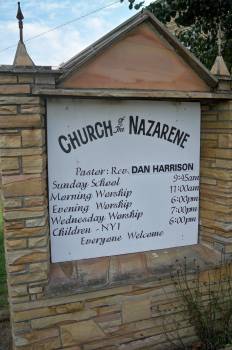 CHURCH of The NAZARENE
Pastor: Rev. DAN HARRISON
Sunday School 9:45am
Morning Worship 11:00am
Evening Worship 6:00pm
Wednesday Worship 7:00pm
Children - NYI 6:00pm
Everyone Welcome